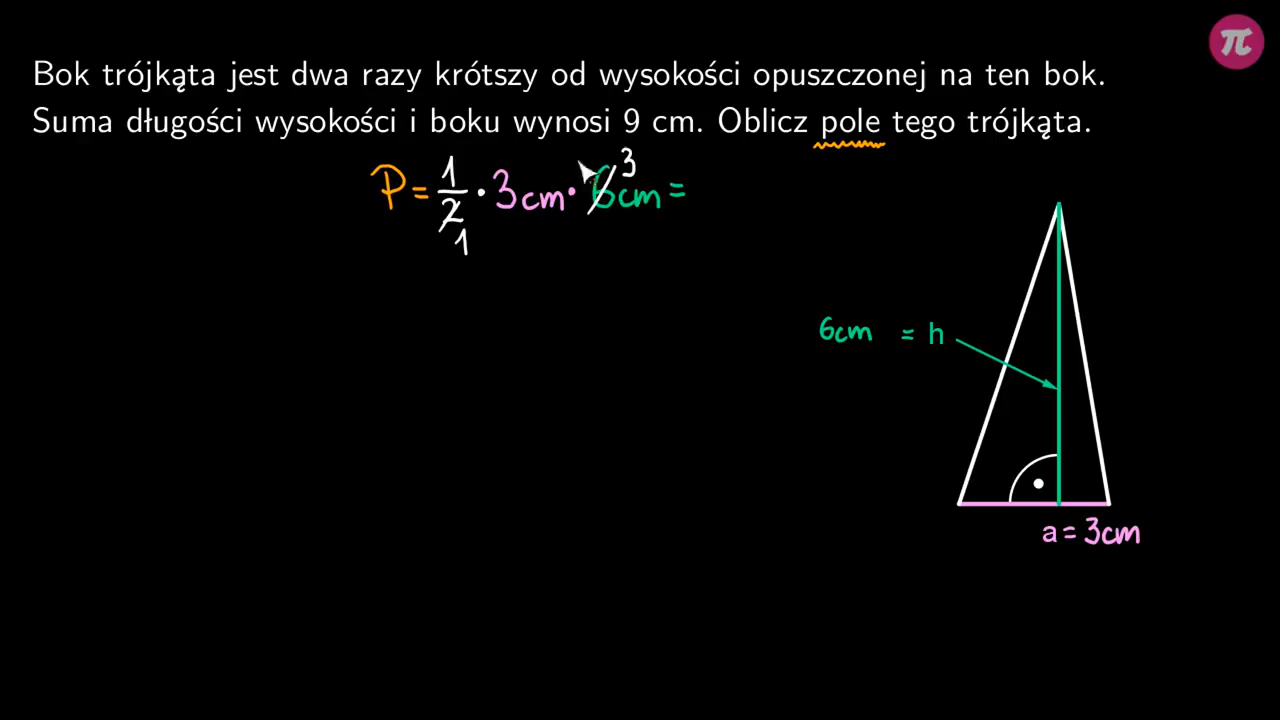 π
Bok trójkąta jest dwa razy krótszy od wysokości opuszczonej na ten bok.
Suma długości wysokości i boku wynosi 9 cm. Oblicz pole tego trójkąta.
3
P = 1/2 · 3cm · 6cm =
1
6cm = h
a = 3cm